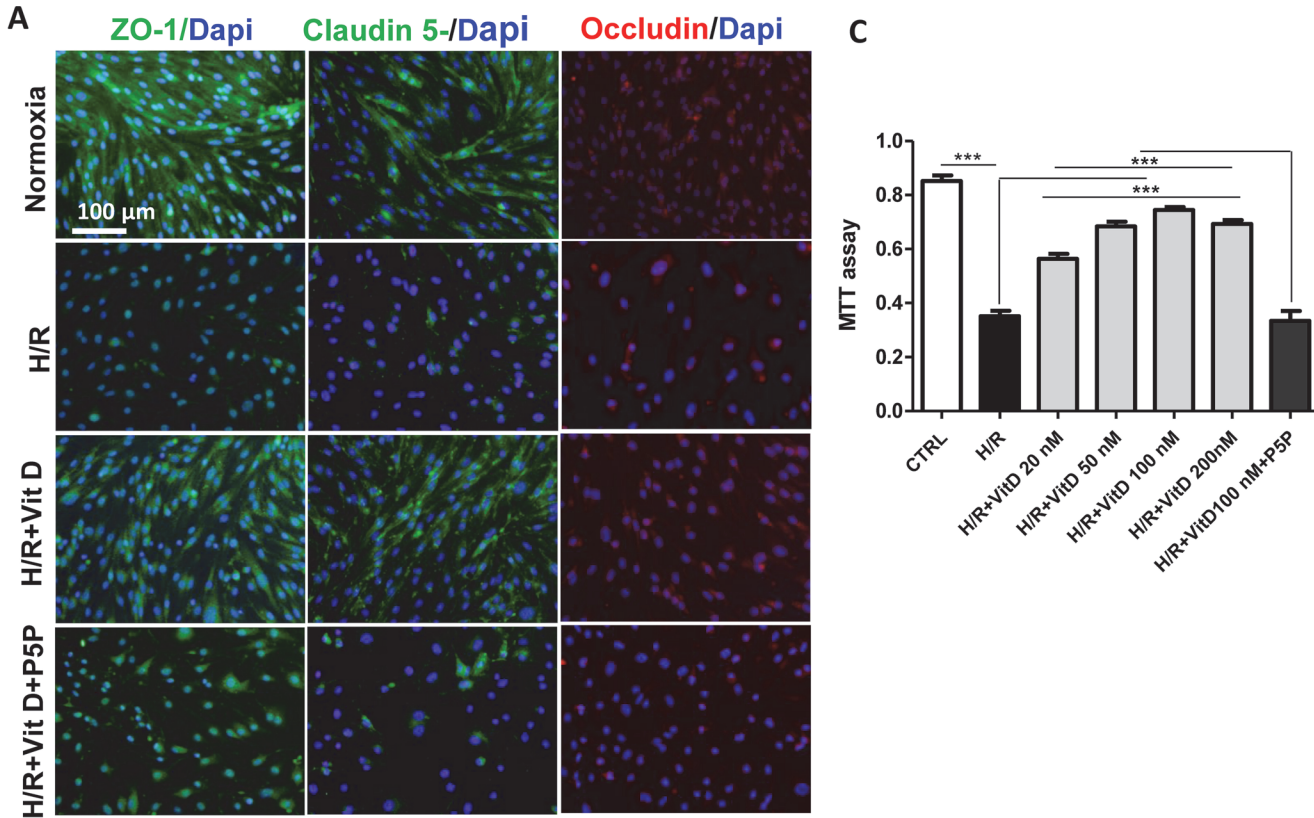 A
ZO-1/Dapi
Claudin 5-/Dapi
Occludin/Dapi
Normoxia
100 µm
H/R
H/R+Vit D
H/R+Vit D+P5P
C
MTT assay
1.0
0.8
0.6
0.4
0.2
0.0
***
***
***
CTRL
H/R
H/R+VitD 20 nM
H/R+VitD 50 nM
H/R+VitD 100 nM
H/R+VitD 200nM
H/R+VitD100 nM+P5P